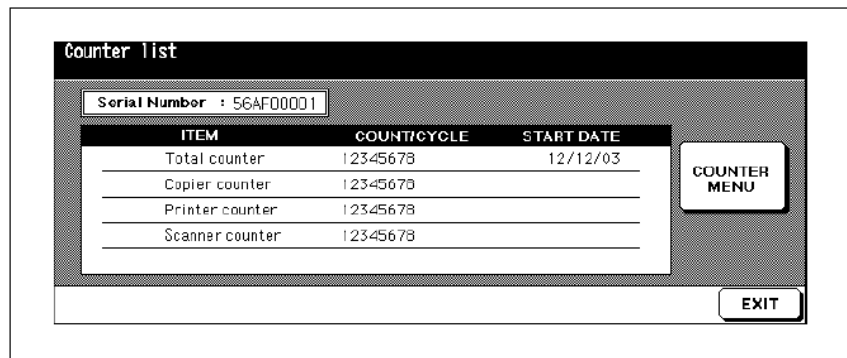 Counter list
Serial Number : 56AF00001
ITEM COUNT/CYCLE START DATE
Total counter 12345678 12/12/03
Copier counter 12345678
Printer counter 12345678
Scanner counter 12345678
COUNTER
MENU
EXIT